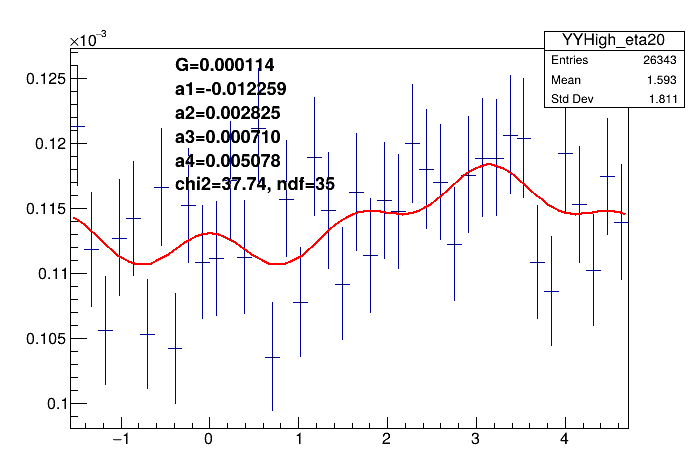 ×10⁻³
YYHigh_eta20
Entries 26343
Mean 1.593
Std Dev 1.811
G=0.000114
a1=-0.012259
a2=0.002825
a3=0.000710
a4=0.005078
chi2=37.74, ndf=35
0.125
0.12
0.115
0.11
0.105
0.1
−1 0 1 2 3 4